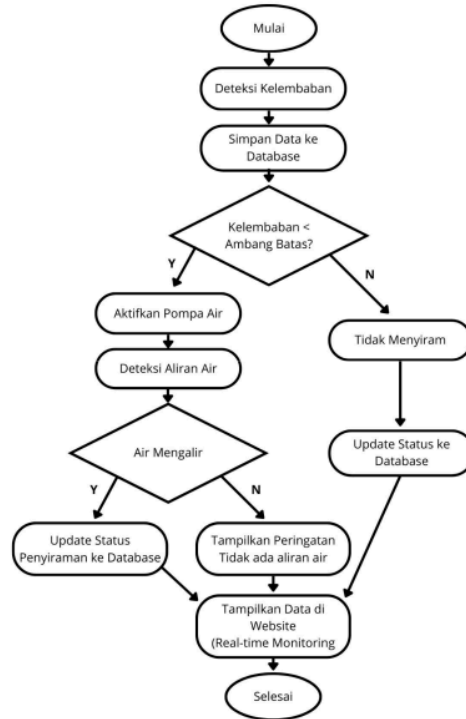 Mulai
Deteksi Kelembaban
Simpan Data ke
Database
Kelembaban <
Ambang Batas?
Y
N
Aktifkan Pompa Air
Tidak Menyiram
Deteksi Aliran Air
Update Status ke
Database
Air Mengalir
Y
N
Update Status
Penyiraman ke Database
Tampilkan Peringatan
Tidak ada aliran air
Tampilkan Data di
Website
(Real-time Monitoring
Selesai